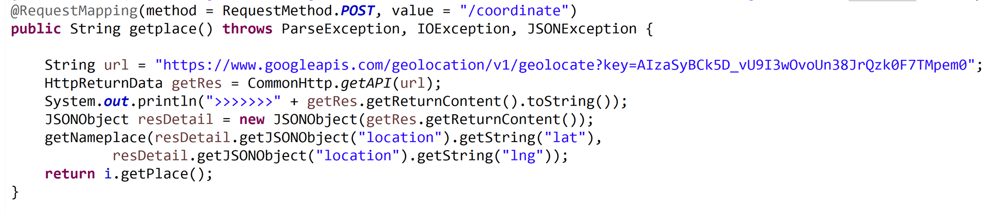 @RequestMapping(method = RequestMethod.POST, value = "/coordinate")
public String getplace() throws ParseException, IOException, JSONException {
String url = "https://www.googleapis.com/geolocation/v1/geolocate?key=AIzaSyBCk5D_vU9I3wOvoUn38JrQzk0F7TMpem0";
HttpReturnData getRes = CommonHttp.getAPI(url);
System.out.println(">>>>>>>" + getRes.getReturnContent().toString());
JSONObject resDetail = new JSONObject(getRes.getReturnContent());
getNameplace(resDetail.getJSONObject("location").getString("lat"),
resDetail.getJSONObject("location").getString("lng"));
return i.getPlace();
}